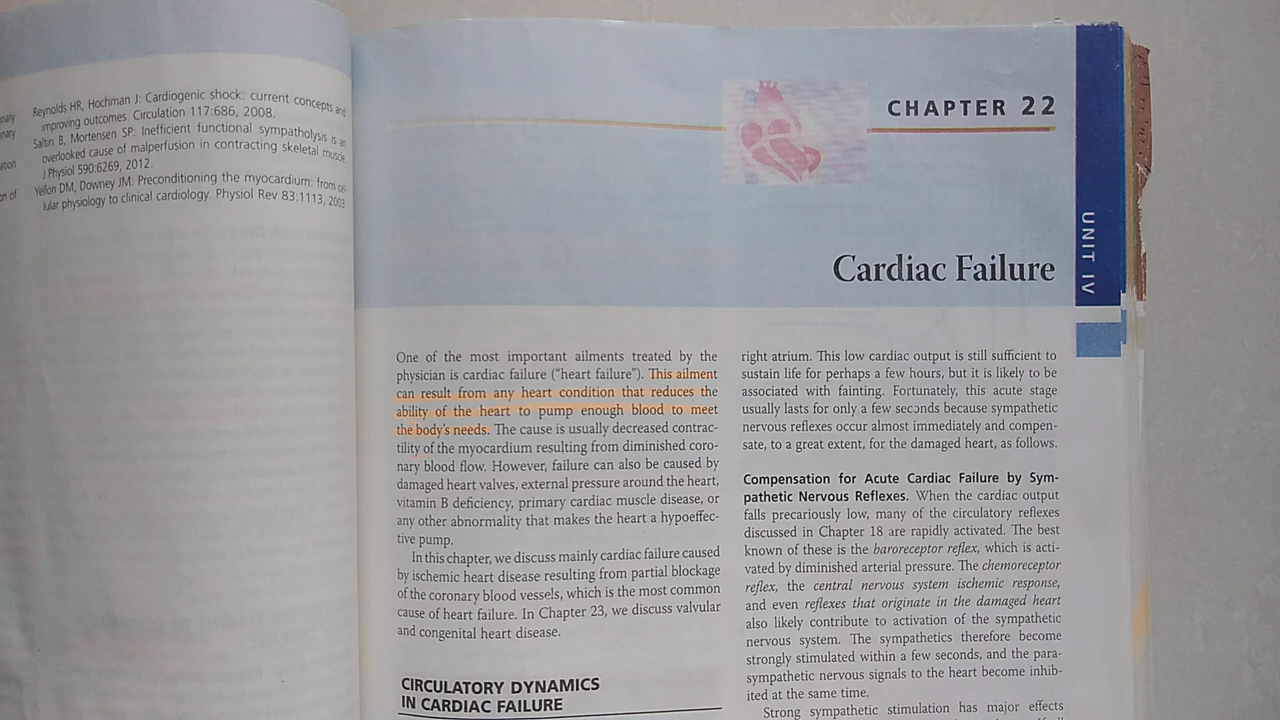 nary
nary
ation
on of
Reynolds HR, Hochman J: Cardiogenic shock: current concepts and
improving outcomes. Circulation 117:686, 2008.
Saltin B, Mortensen SP: Inefficient functional sympatholysis is an
overlooked cause of malperfusion in contracting skeletal muscle.
J Physiol 590:6269, 2012.
Yellon DM, Downey JM: Preconditioning the myocardium: from cel-
lular physiology to clinical cardiology. Physiol Rev 83:1113, 2003
CHAPTER 22
UNIT IV
Cardiac Failure
One of the most important ailments treated by the
physician is cardiac failure (“heart failure”). This ailment
can result from any heart condition that reduces the
ability of the heart to pump enough blood to meet
the body’s needs. The cause is usually decreased contrac-
tility of the myocardium resulting from diminished coro-
nary blood flow. However, failure can also be caused by
damaged heart valves, external pressure around the heart,
vitamin B deficiency, primary cardiac muscle disease, or
any other abnormality that makes the heart a hypoeffec-
tive pump.
In this chapter, we discuss mainly cardiac failure caused
by ischemic heart disease resulting from partial blockage
of the coronary blood vessels, which is the most common
cause of heart failure. In Chapter 23, we discuss valvular
and congenital heart disease.
CIRCULATORY DYNAMICS
IN CARDIAC FAILURE
right atrium. This low cardiac output is still sufficient to
sustain life for perhaps a few hours, but it is likely to be
associated with fainting. Fortunately, this acute stage
usually lasts for only a few seconds because sympathetic
nervous reflexes occur almost immediately and compen-
sate, to a great extent, for the damaged heart, as follows.
Compensation for Acute Cardiac Failure by Sym-
pathetic Nervous Reflexes. When the cardiac output
falls precariously low, many of the circulatory reflexes
discussed in Chapter 18 are rapidly activated. The best
known of these is the baroreceptor reflex, which is acti-
vated by diminished arterial pressure. The chemoreceptor
reflex, the central nervous system ischemic response,
and even reflexes that originate in the damaged heart
also likely contribute to activation of the sympathetic
nervous system. The sympathetics therefore become
strongly stimulated within a few seconds, and the para-
sympathetic nervous signals to the heart become inhib-
ited at the same time.
Strong sympathetic stimulation has major effects